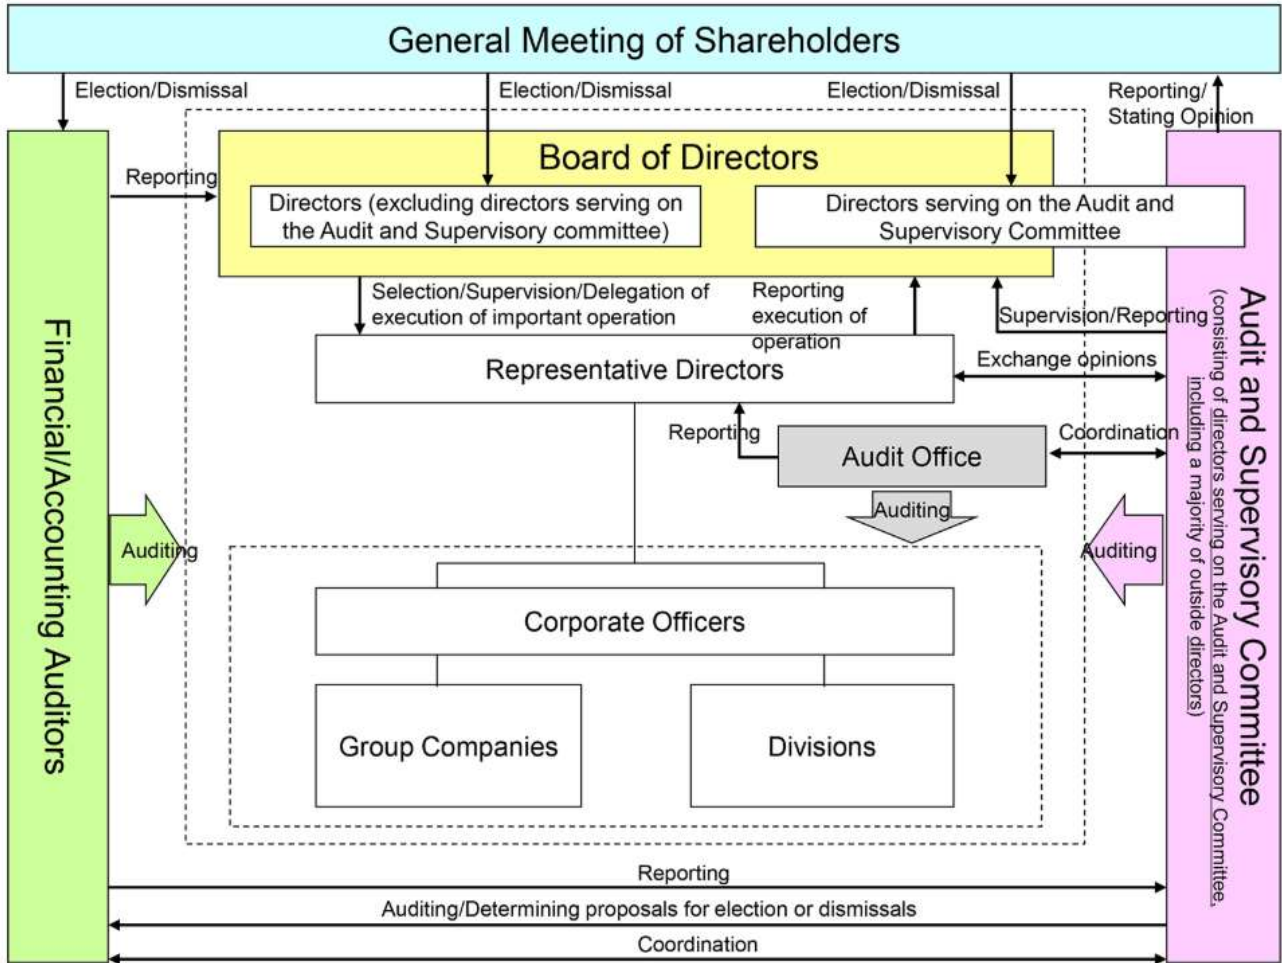 General Meeting of Shareholders
Election/Dismissal
Election/Dismissal
Election/Dismissal
Reporting/
Stating Opinion
Board of Directors
Reporting
Directors (excluding directors serving on
the Audit and Supervisory committee)
Directors serving on the Audit and
Supervisory Committee
Selection/Supervision/Delegation of
execution of important operation
Reporting
execution of
operation
Supervision/Reporting
Representative Directors
Exchange opinions
Reporting
Audit Office
Coordination
Auditing
Auditing
Auditing
Financial/Accounting Auditors
Audit and Supervisory Committee
(consisting of directors serving on the Audit and Supervisory Committee,
including a majority of outside directors)
Corporate Officers
Group Companies
Divisions
Reporting
Auditing/Determining proposals for election or dismissals
Coordination